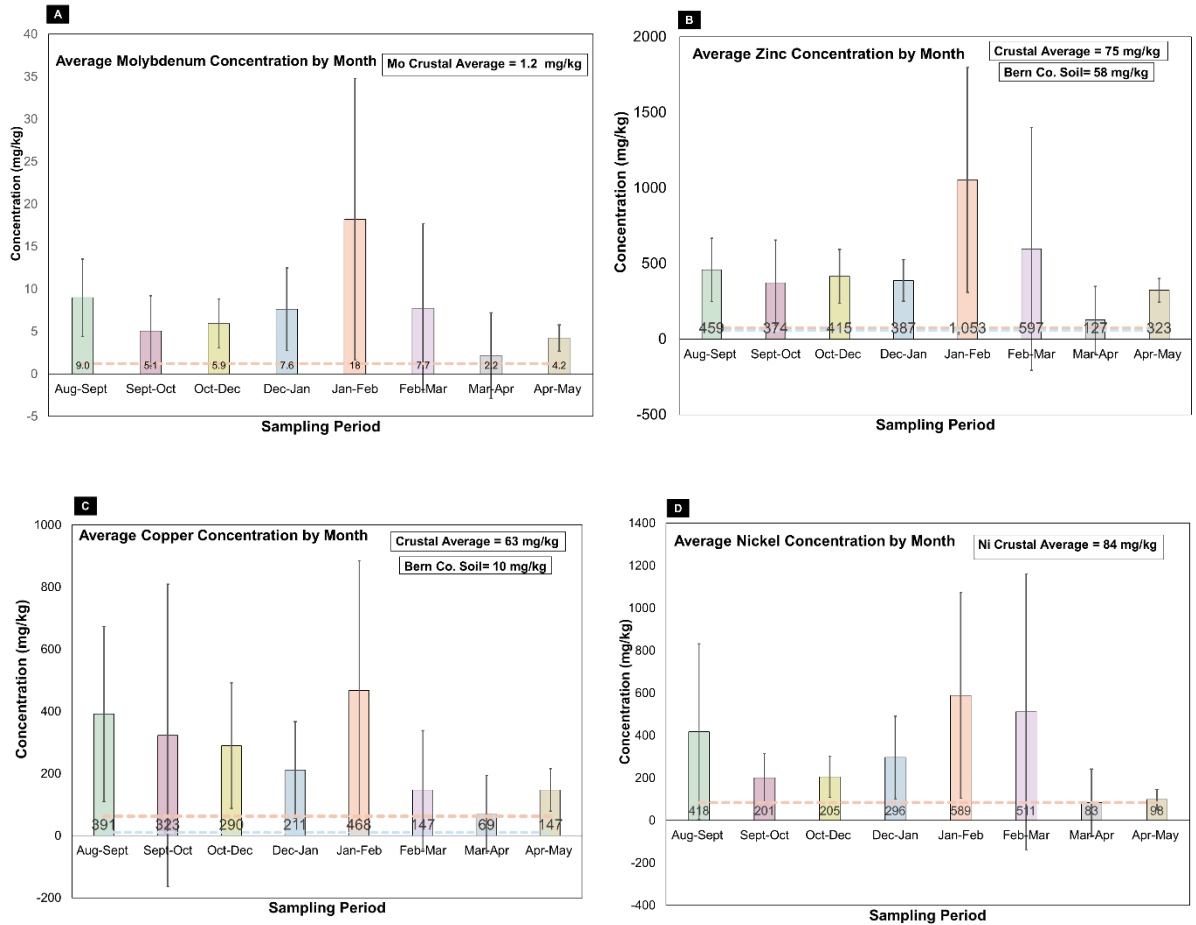 A
Average Molybdenum Concentration by Month
Mo Crustal Average = 1.2 mg/kg
Concentration (mg/kg)
40
35
30
25
20
15
10
5
0
-5
9.0 5.1 5.9 7.6 18 7.7 2.2 4.2
Aug-Sept Sept-Oct Oct-Dec Dec-Jan Jan-Feb Feb-Mar Mar-Apr Apr-May
Sampling Period
B
Average Zinc Concentration by Month
Crustal Average = 75 mg/kg
Bern Co. Soil= 58 mg/kg
Concentration (mg/kg)
2000
1500
1000
500
0
-500
459 374 415 387 1,053 597 127 323
Aug-Sept Sept-Oct Oct-Dec Dec-Jan Jan-Feb Feb-Mar Mar-Apr Apr-May
Sampling Period
C
Average Copper Concentration by Month
Crustal Average = 63 mg/kg
Bern Co. Soil= 10 mg/kg
Concentration (mg/kg)
1000
800
600
400
200
0
-200
391 323 290 211 468 147 69 147
Aug-Sept Sept-Oct Oct-Dec Dec-Jan Jan-Feb Feb-Mar Mar-Apr Apr-May
Sampling Period
D
Average Nickel Concentration by Month
Ni Crustal Average = 84 mg/kg
Concentration (mg/kg)
1400
1200
1000
800
600
400
200
0
-200
-400
418 201 205 296 589 511 83 98
Aug-Sept Sept-Oct Oct-Dec Dec-Jan Jan-Feb Feb-Mar Mar-Apr Apr-May
Sampling Period